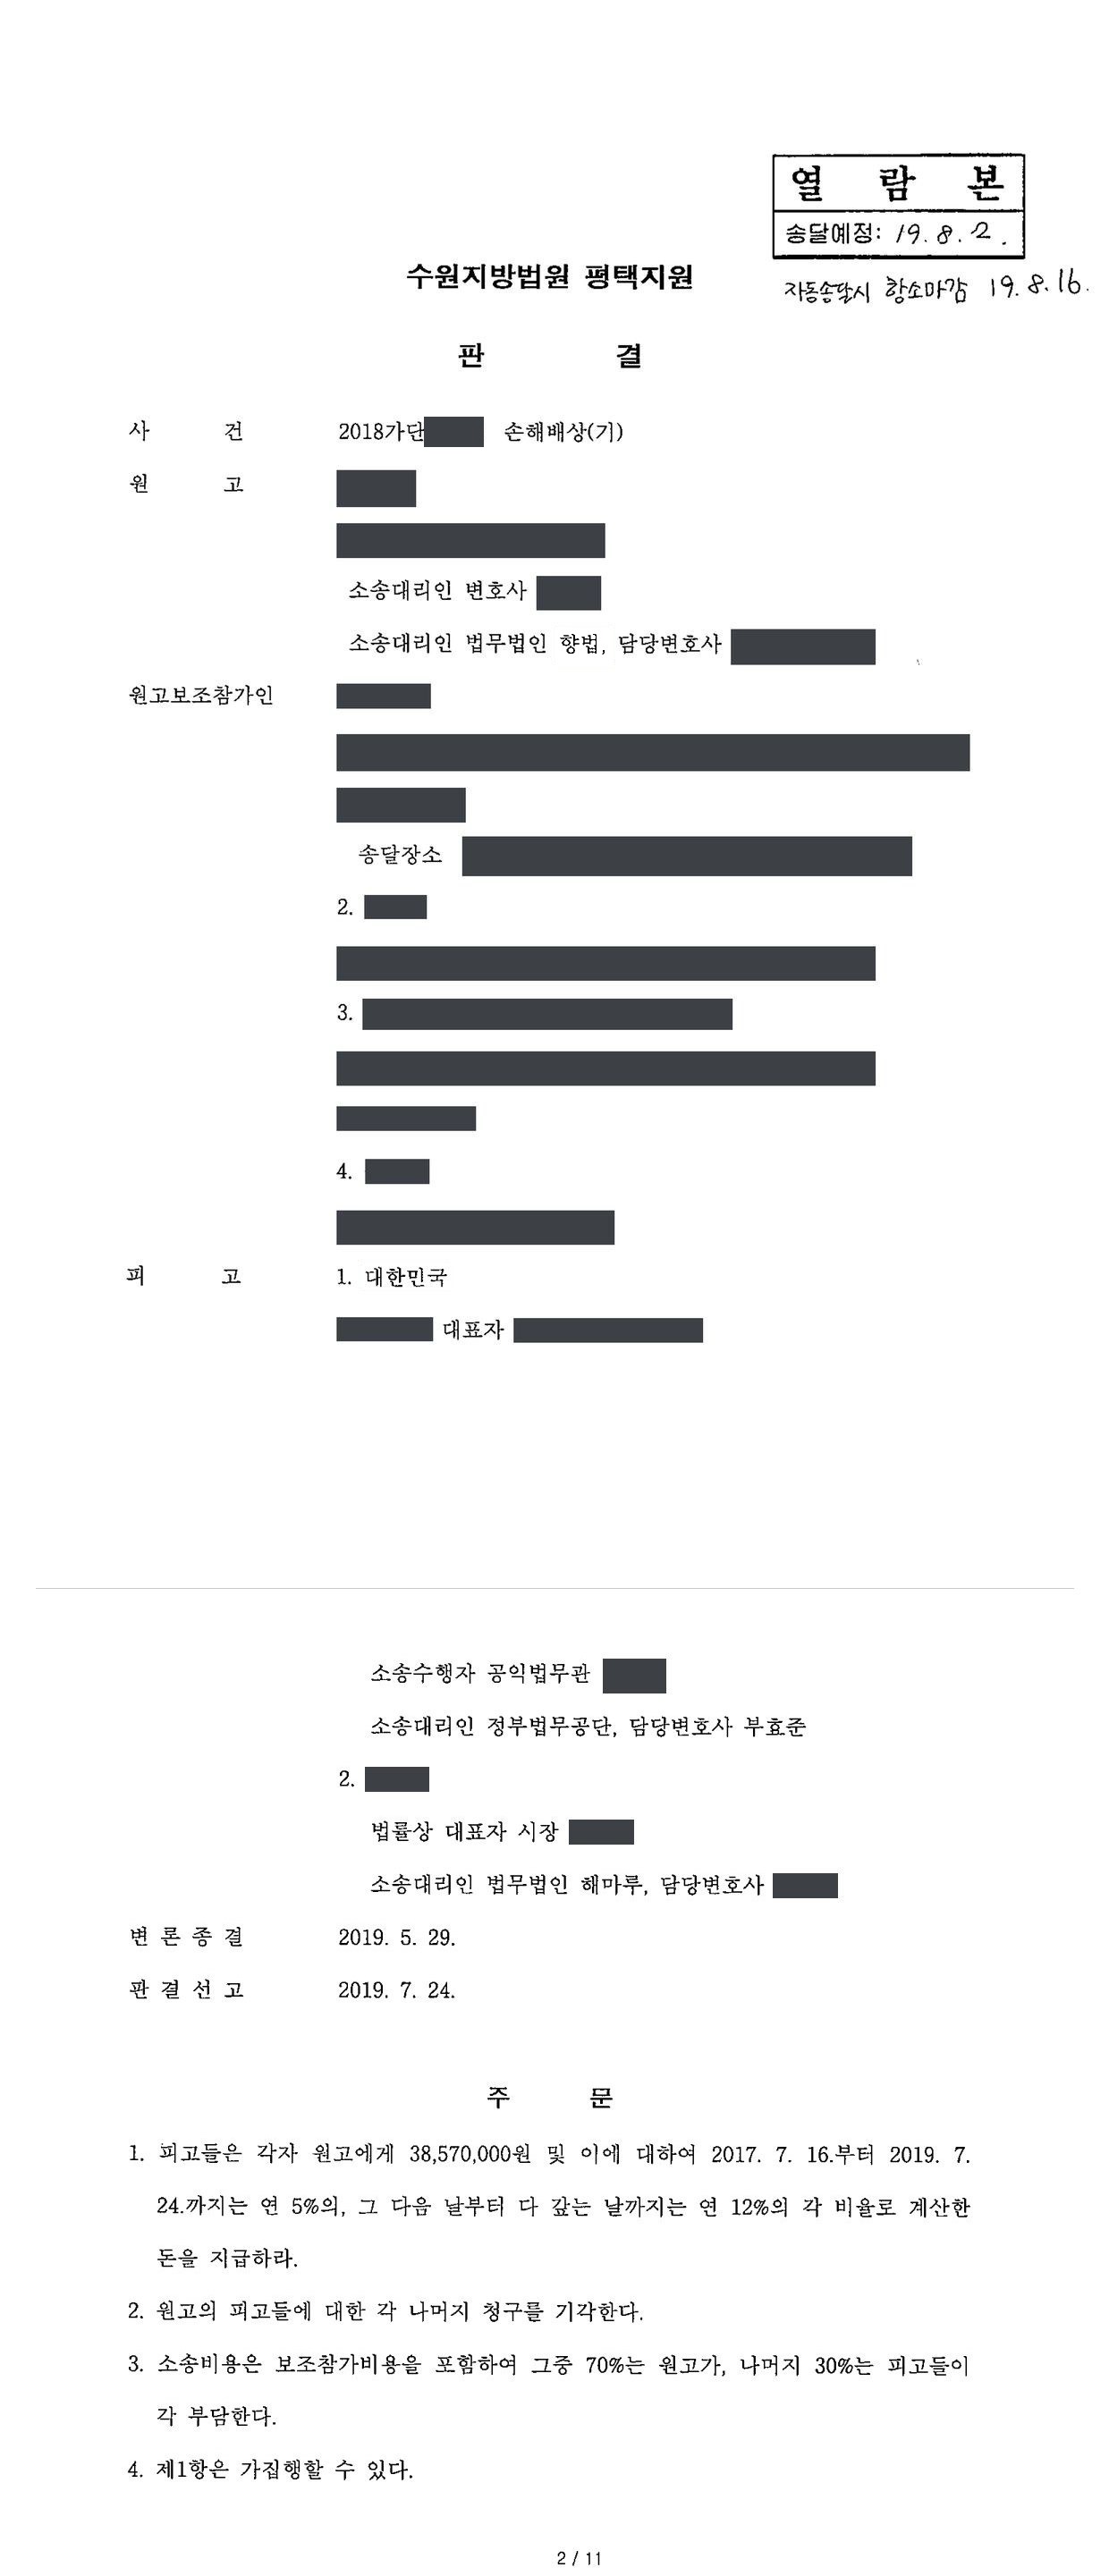 열 람 본
송달예정: 19. 8. 2.
자동송달시 항소마감 19. 8. 16.
수원지방법원 평택지원
판 결
사 건 2018가단 손해배상(기)
원 고
소송대리인 변호사
소송대리인 법무법인 향법, 담당변호사
원고보조참가인
송달장소
2.
3.
4.
피 고 1. 대한민국
대표자
소송수행자 공익법무관
소송대리인 정부법무공단, 담당변호사 부효준
2.
법률상 대표자 시장
소송대리인 법무법인 해마루, 담당변호사
변 론 종 결 2019. 5. 29.
판 결 선 고 2019. 7. 24.
주 문
1. 피고들은 각자 원고에게 38,570,000원 및 이에 대하여 2017. 7. 16.부터 2019. 7.
24.까지는 연 5%의, 그 다음 날부터 다 갚는 날까지는 연 12%의 각 비율로 계산한
돈을 지급하라.
2. 원고의 피고들에 대한 각 나머지 청구를 기각한다.
3. 소송비용은 보조참가비용을 포함하여 그중 70%는 원고가, 나머지 30%는 피고들이
각 부담한다.
4. 제1항은 가집행할 수 있다.
2 / 11